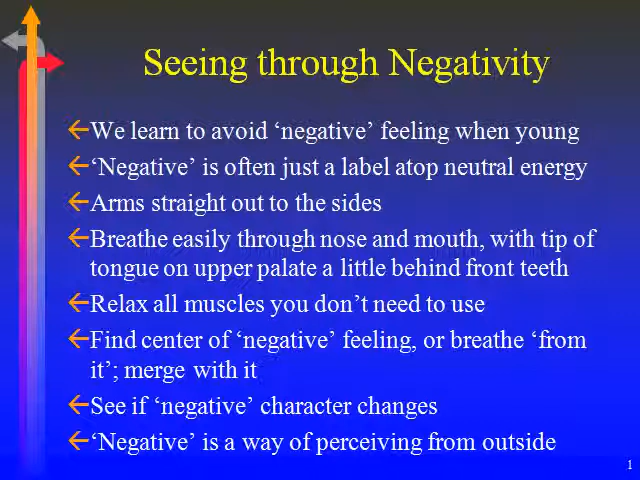 Seeing through Negativity
We learn to avoid ‘negative’ feeling when young
‘Negative’ is often just a label atop neutral energy
Arms straight out to the sides
Breathe easily through nose and mouth, with tip of
tongue on upper palate a little behind front teeth
Relax all muscles you don’t need to use
Find center of ‘negative’ feeling, or breathe ‘from
it’; merge with it
See if ‘negative’ character changes
‘Negative’ is a way of perceiving from outside
1